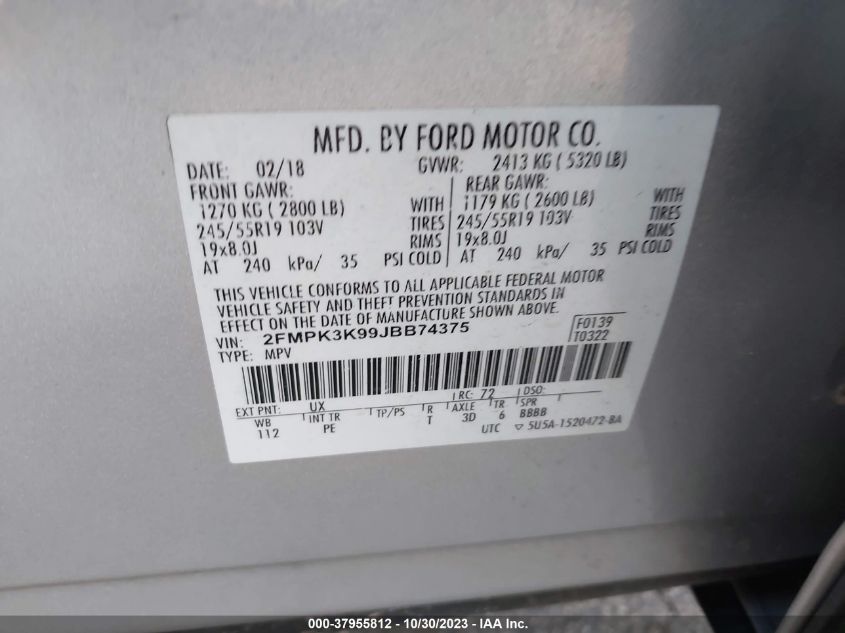 MFD. BY FORD MOTOR CO.
DATE: 02/18 GVWR: 2413 KG ( 5320 LB)
FRONT GAWR: REAR GAWR:
1270 KG ( 2800 LB) WITH 1179 KG ( 2600 LB) WITH
245/55R19 103V TIRES 245/55R19 103V TIRES
19x8.0J RIMS 19x8.0J RIMS
AT 240 kPa/ 35 PSI COLD AT 240 kPa/ 35 PSI COLD
THIS VEHICLE CONFORMS TO ALL APPLICABLE FEDERAL MOTOR
VEHICLE SAFETY AND THEFT PREVENTION STANDARDS IN
EFFECT ON THE DATE OF MANUFACTURE SHOWN ABOVE.
VIN: 2FMPK3K99JBB74375 F0139
TYPE: MPV T0322
EXT PNT: UX RC: 72 DSO:
WB INT TR TP/PS R AXLE TR SPR
112 PE T 3D 6 BBBB
UTC ▽ 5U5A-1520472-BA
000-37955812 - 10/30/2023 - IAA Inc.